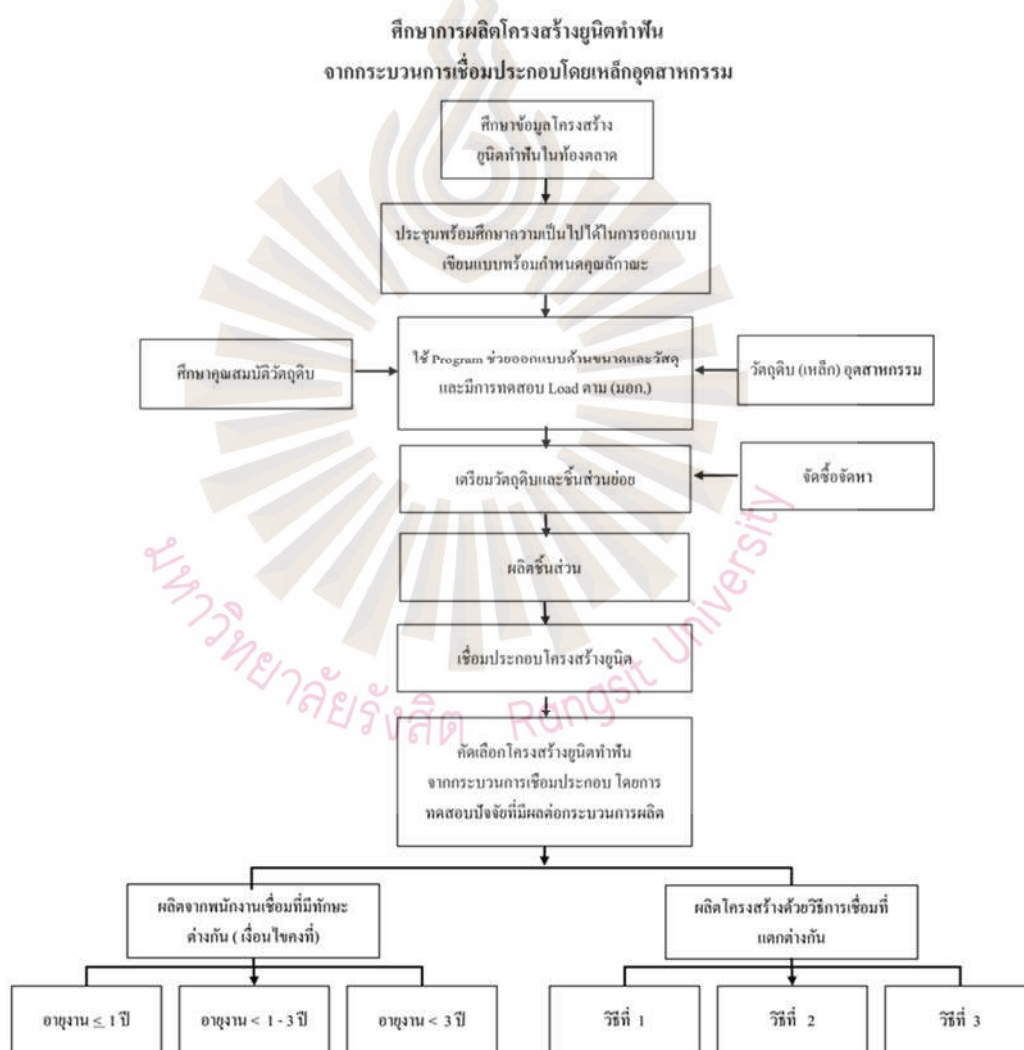 ศึกษาการผลิตโครงสร้างยูนิตทำฟัน
จากกระบวนการเชื่อมประกอบโดยเหล็กอุตสาหกรรม
ศึกษาข้อมูลโครงสร้าง
ยูนิตทำฟันในท้องตลาด
ประชุมพร้อมศึกษาความเป็นไปได้ในการออกแบบ
เขียนแบบพร้อมกำหนดคุณลักาณะ
ศึกษาคุณสมบัติวัตถุดิบ
ใช้ Program ช่วยออกแบบด้านขนาดและวัสดุ
และมีการทดสอบ Load ตาม (มอก.)
วัตถุดิบ (เหล็ก) อุตสาหกรรม
เตรียมวัตถุดิบและชิ้นส่วนย่อย
จัดซื้อจัดหา
ผลิตชิ้นส่วน
เชื่อมประกอบโครงสร้างยูนิต
มหาวิทยาลัยรังสิต Rangsit University
คัดเลือกโครงสร้างยูนิตทำฟัน
จากกระบวนการเชื่อมประกอบ โดยการ
ทดสอบปัจจัยที่มีผลต่อกระบวนการผลิต
ผลิตจากพนักงานเชื่อมที่มีทักษะ
ต่างกัน ( เงื่อนไขคงที่)
ผลิตโครงสร้างด้วยวิธีการเชื่อมที่
แตกต่างกัน
อายุงาน ≤ 1 ปี
อายุงาน < 1 - 3 ปี
อายุงาน < 3 ปี
วิธีที่ 1
วิธีที่ 2
วิธีที่ 3